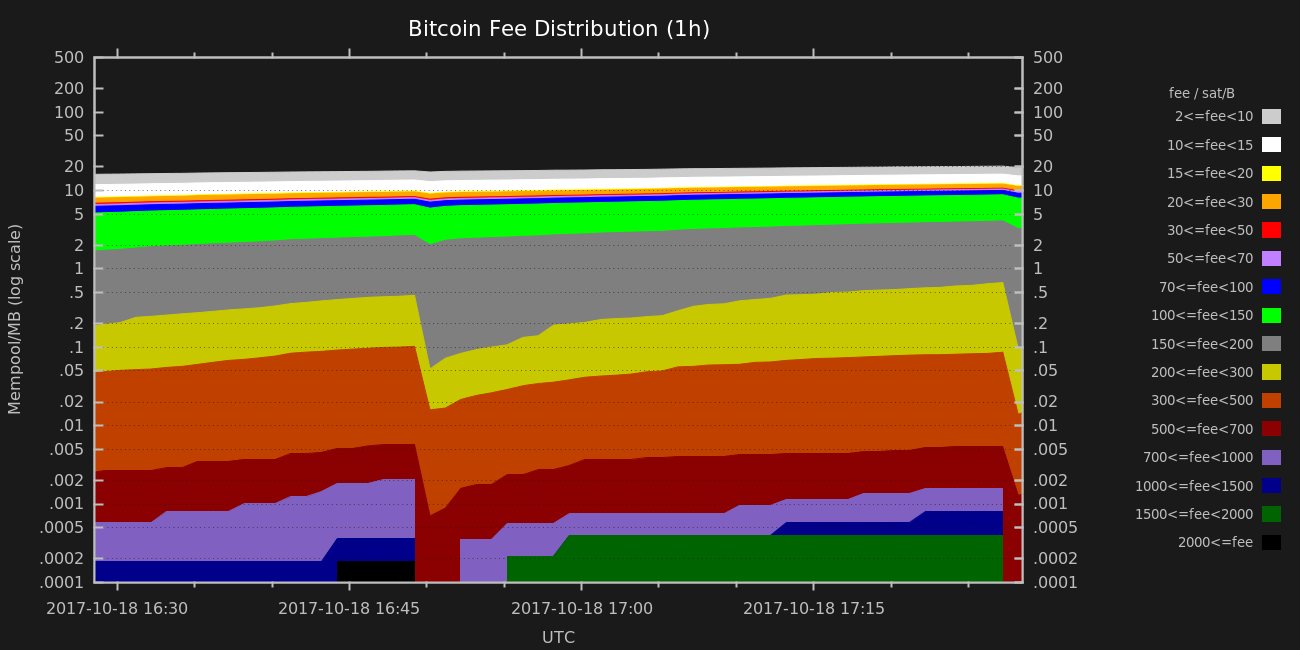 Bitcoin Fee Distribution (1h)
500
200
100
50
20
10
5
2
1
.5
.2
.1
.05
.02
.01
.005
.002
.001
.0005
.0002
.0001
Mempool/MB (log scale)
500
200
100
50
20
10
5
2
1
.5
.2
.1
.05
.02
.01
.005
.002
.001
.0005
.0002
.0001
2017-10-18 16:30 2017-10-18 16:45 2017-10-18 17:00 2017-10-18 17:15
UTC
fee / sat/B
2<=fee<10
10<=fee<15
15<=fee<20
20<=fee<30
30<=fee<50
50<=fee<70
70<=fee<100
100<=fee<150
150<=fee<200
200<=fee<300
300<=fee<500
500<=fee<700
700<=fee<1000
1000<=fee<1500
1500<=fee<2000
2000<=fee